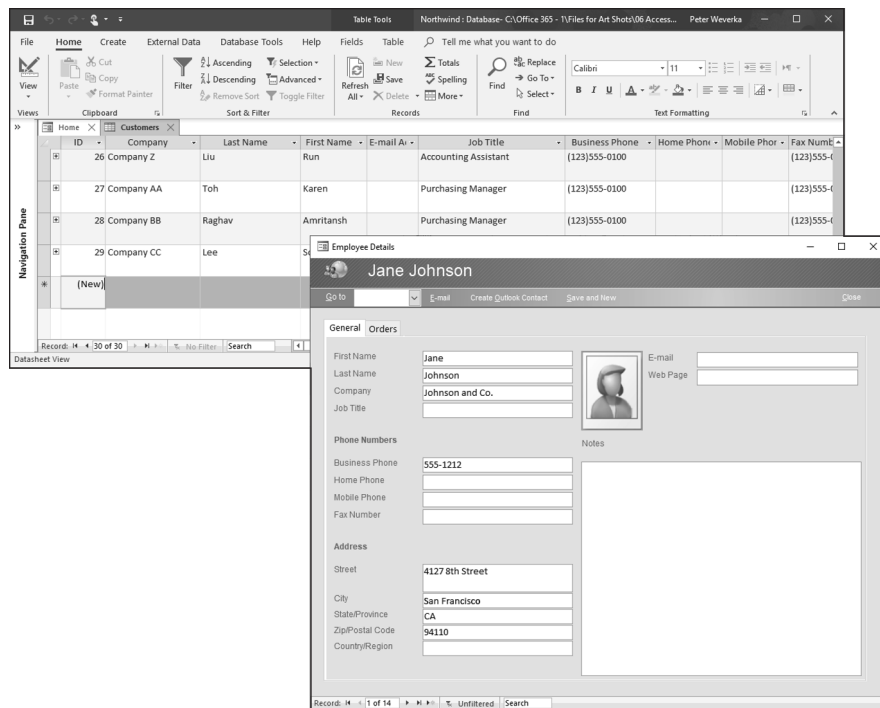 Table Tools Northwind : Database- C:\Office 365 - 1\Files for Art Shots\06 Access... Peter Weverka
File Home Create External Data Database Tools Help Fields Table Tell me what you want to do
View
Views
Paste
Cut
Copy
Format Painter
Clipboard
Filter
Ascending
Descending
Remove Sort
Selection
Advanced
Toggle Filter
Sort & Filter
Refresh All
New
Save
Delete
Totals
Spelling
More
Records
Find
Replace
Go To
Select
Find
Calibri 11
B I U A
Text Formatting
Home Customers
ID Company Last Name First Name E-mail Job Title Business Phone Home Phone Mobile Phor Fax Numb
26 Company Z Liu Run Accounting Assistant (123)555-0100 (123)555-0
27 Company AA Toh Karen Purchasing Manager (123)555-0100 (123)555-0
28 Company BB Raghav Amritansh Purchasing Manager (123)555-0100 (123)555-0
29 Company CC Lee
(New)
Navigation Pane
Record: 30 of 30 No Filter Search
Datasheet View
Employee Details
Jane Johnson
Go to E-mail Create Outlook Contact Save and New Close
General Orders
First Name Jane
Last Name Johnson
Company Johnson and Co.
Job Title
E-mail
Web Page
Phone Numbers
Notes
Business Phone 555-1212
Home Phone
Mobile Phone
Fax Number
Address
Street 4127 8th Street
City San Francisco
State/Province CA
Zip/Postal Code 94110
Country/Region
Record: 1 of 14 Unfiltered Search